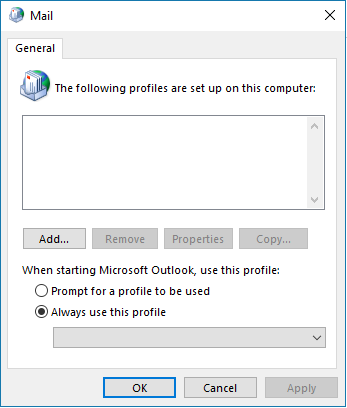 Mail
General
The following profiles are set up on this computer:
Add...
Remove
Properties
Copy...
When starting Microsoft Outlook, use this profile:
Prompt for a profile to be used
Always use this profile
OK
Cancel
Apply